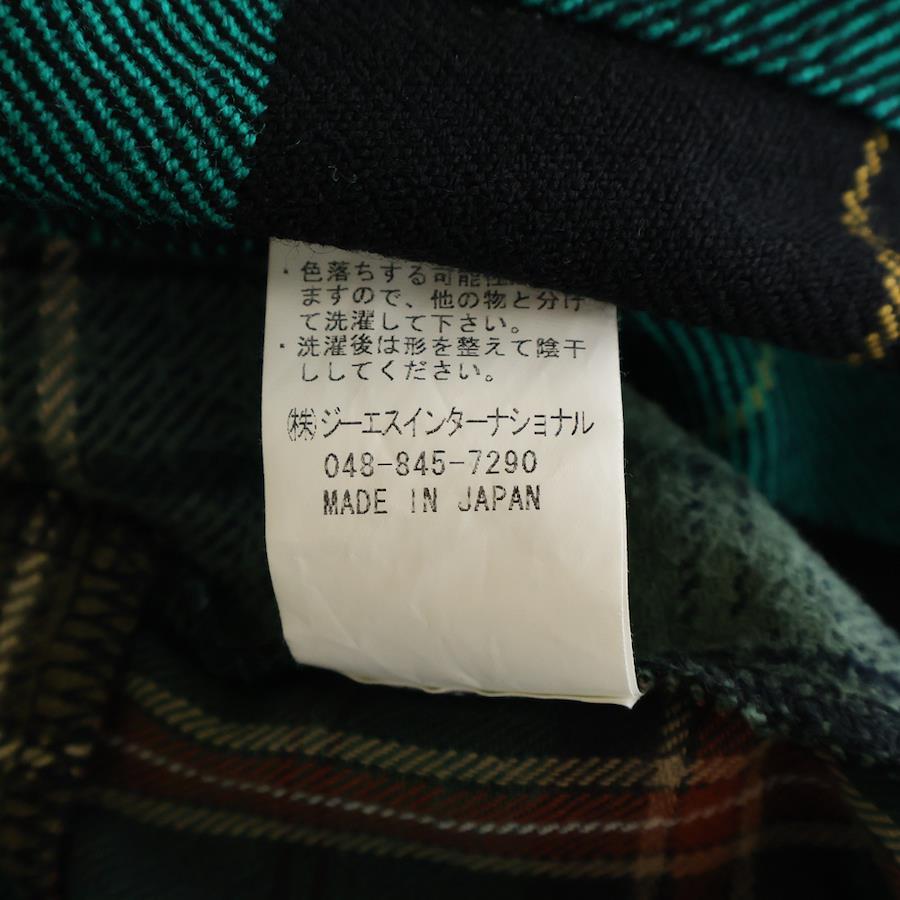 ・色落ちする可能性
ますので、他の物と分け
て洗濯して下さい。
・洗濯後は形を整えて陰干
ししてください。
㈱ジーエスインターナショナル
048-845-7290
MADE IN JAPAN